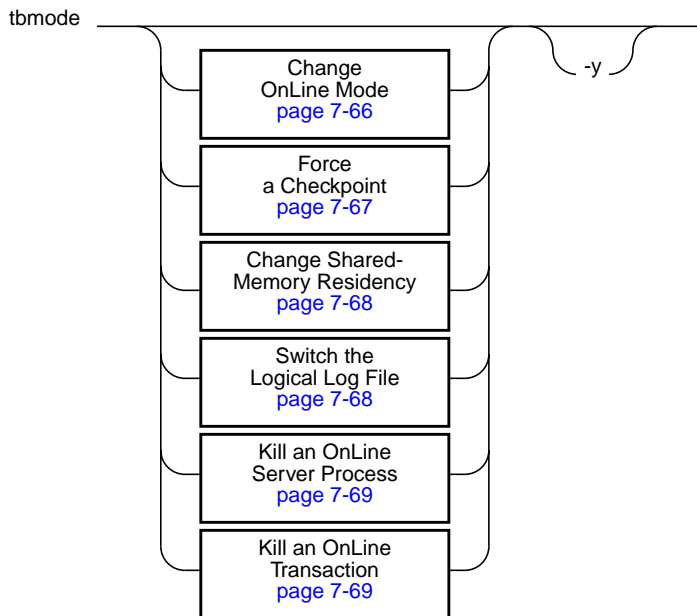 tbmode
-y
Change
OnLine Mode
page 7-66
Force
a Checkpoint
page 7-67
Change Shared-
Memory Residency
page 7-68
Switch the
Logical Log File
page 7-68
Kill an OnLine
Server Process
page 7-69
Kill an OnLine
Transaction
page 7-69